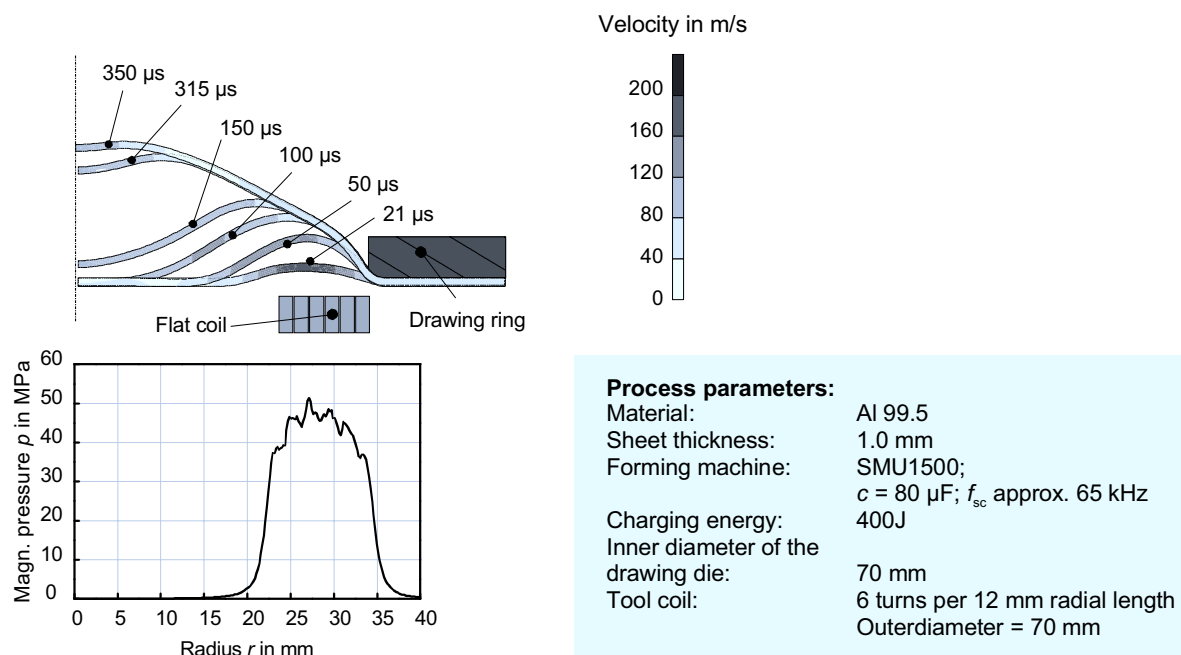 Velocity in m/s
350 µs
315 µs
150 µs
100 µs
50 µs
21 µs
Flat coil
Drawing ring
200
160
120
80
40
0
Magn. pressure p in MPa
60
50
40
30
20
10
0
0 5 10 15 20 25 30 35 40
Radius r in mm
Process parameters:
Material: Al 99.5
Sheet thickness: 1.0 mm
Forming machine: SMU1500;
c = 80 µF; fsc approx. 65 kHz
Charging energy: 400J
Inner diameter of the
drawing die: 70 mm
Tool coil: 6 turns per 12 mm radial length
Outerdiameter = 70 mm